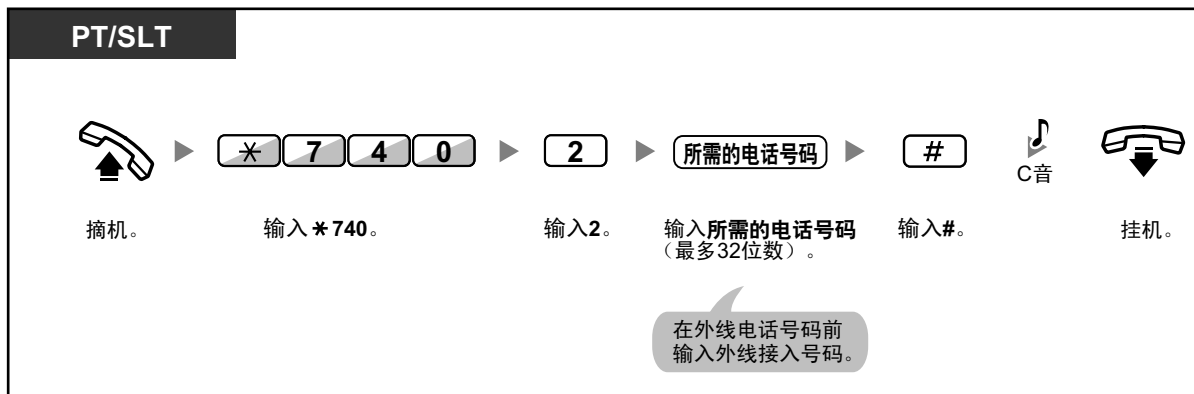 PT/SLT
＊ 7 4 0 2 所需的电话号码 #
C音
摘机。 输入＊740。 输入2。 输入所需的电话号码 输入#。 挂机。
（最多32位数）。
在外线电话号码前
输入外线接入号码。